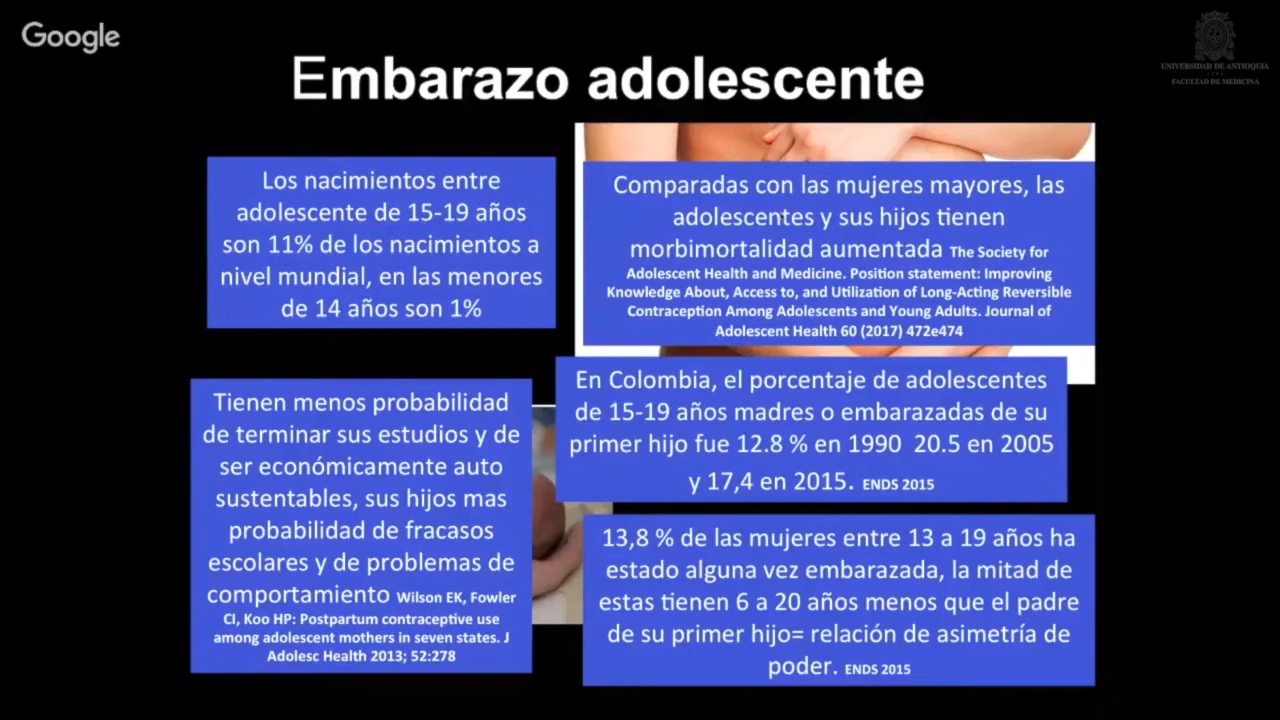 Google
UNIVERSIDAD DE ANTIOQUIA
1803
FACULTAD DE MEDICINA
Embarazo adolescente
Los nacimientos entre
adolescente de 15-19 años
son 11% de los nacimientos a
nivel mundial, en las menores
de 14 años son 1%
Comparadas con las mujeres mayores, las
adolescentes y sus hijos tienen
morbimortalidad aumentada The Society for
Adolescent Health and Medicine. Position statement: Improving
Knowledge About, Access to, and Utilization of Long-Acting Reversible
Contraception Among Adolescents and Young Adults. Journal of
Adolescent Health 60 (2017) 472e474
Tienen menos probabilidad
de terminar sus estudios y de
ser económicamente auto
sustentables, sus hijos mas
probabilidad de fracasos
escolares y de problemas de
comportamiento Wilson EK, Fowler
CI, Koo HP: Postpartum contraceptive use
among adolescent mothers in seven states. J
Adolesc Health 2013; 52:278
En Colombia, el porcentaje de adolescentes
de 15-19 años madres o embarazadas de su
primer hijo fue 12.8 % en 1990  20.5 en 2005
y 17,4 en 2015. ENDS 2015
13,8 % de las mujeres entre 13 a 19 años ha
estado alguna vez embarazada, la mitad de
estas tienen 6 a 20 años menos que el padre
de su primer hijo= relación de asimetría de
poder. ENDS 2015